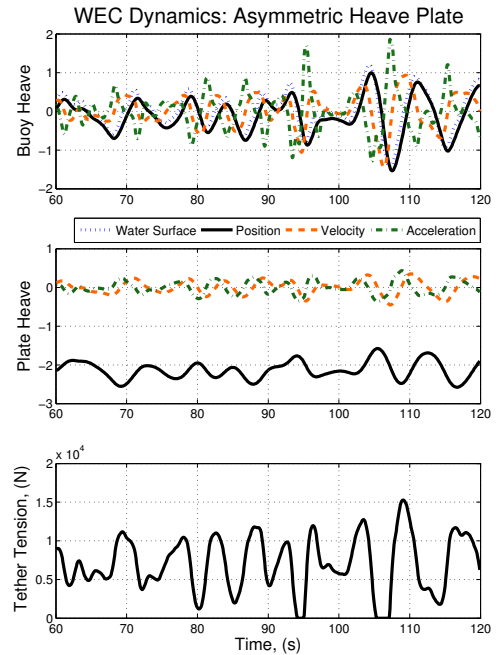 WEC Dynamics: Asymmetric Heave Plate
2
1
0
−1
−2
Buoy Heave
60 70 80 90 100 110 120
Water Surface Position Velocity Acceleration
1
0
−1
−2
−3
Plate Heave
60 70 80 90 100 110 120
x 10^4
2
1.5
1
0.5
0
Tether Tension, (N)
60 70 80 90 100 110 120
Time, (s)